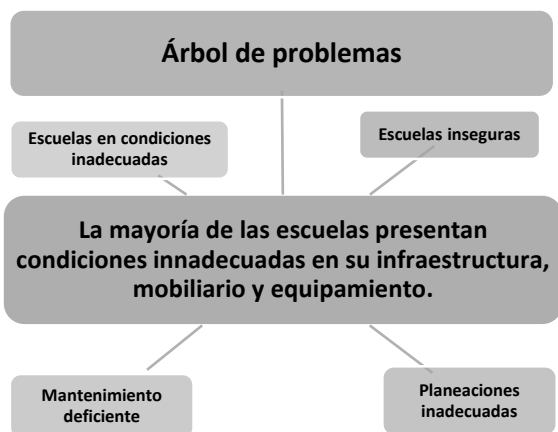 Árbol de problemas
Escuelas en condiciones
inadecuadas
Escuelas inseguras
La mayoría de las escuelas presentan
condiciones innadecuadas en su infraestructura,
mobiliario y equipamiento.
Mantenimiento
deficiente
Planeaciones
inadecuadas